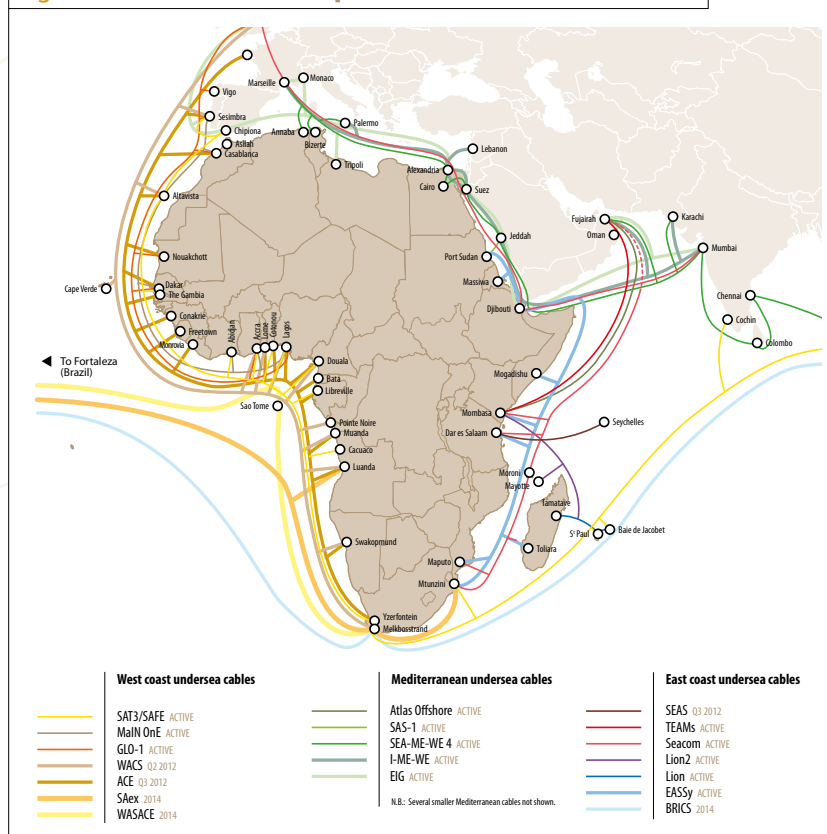 Vigo
Sesimbra
Chipiona
Asilah
Casablanca
Altavista
Nouakchott
Cape Verde
Dakar
The Gambia
Conakrie
Freetown
Monrovia
Abidjan
Accra
Lome
Cotonou
Lagos
To Fortaleza
(Brazil)
Sao Tome
Douala
Bata
Libreville
Pointe Noire
Muanda
Cacuaco
Luanda
Swakopmund
Yzerfontein
Melkbosstrand
Marseille
Monaco
Annaba
Bizerte
Palermo
Tripoli
Lebanon
Alexandria
Cairo
Suez
Jeddah
Port Sudan
Massiwa
Djibouti
Fujairah
Oman
Karachi
Mumbai
Chennai
Cochin
Colombo
Mogadishu
Mombasa
Dar es Salaam
Seychelles
Moroni
Mayotte
Tamatave
St Paul
Baie de Jacobet
Toliara
Maputo
Mtunzini
West coast undersea cables
SAT3/SAFE ACTIVE
MaIN OnE ACTIVE
GLO-1 ACTIVE
WACS Q2 2012
ACE Q3 2012
SAex 2014
WASACE 2014
Mediterranean undersea cables
Atlas Offshore ACTIVE
SAS-1 ACTIVE
SEA-ME-WE 4 ACTIVE
I-ME-WE ACTIVE
EIG ACTIVE
N.B.: Several smaller Mediterranean cables not shown.
East coast undersea cables
SEAS Q3 2012
TEAMs ACTIVE
Seacom ACTIVE
Lion2 ACTIVE
Lion ACTIVE
EASSy ACTIVE
BRICS 2014